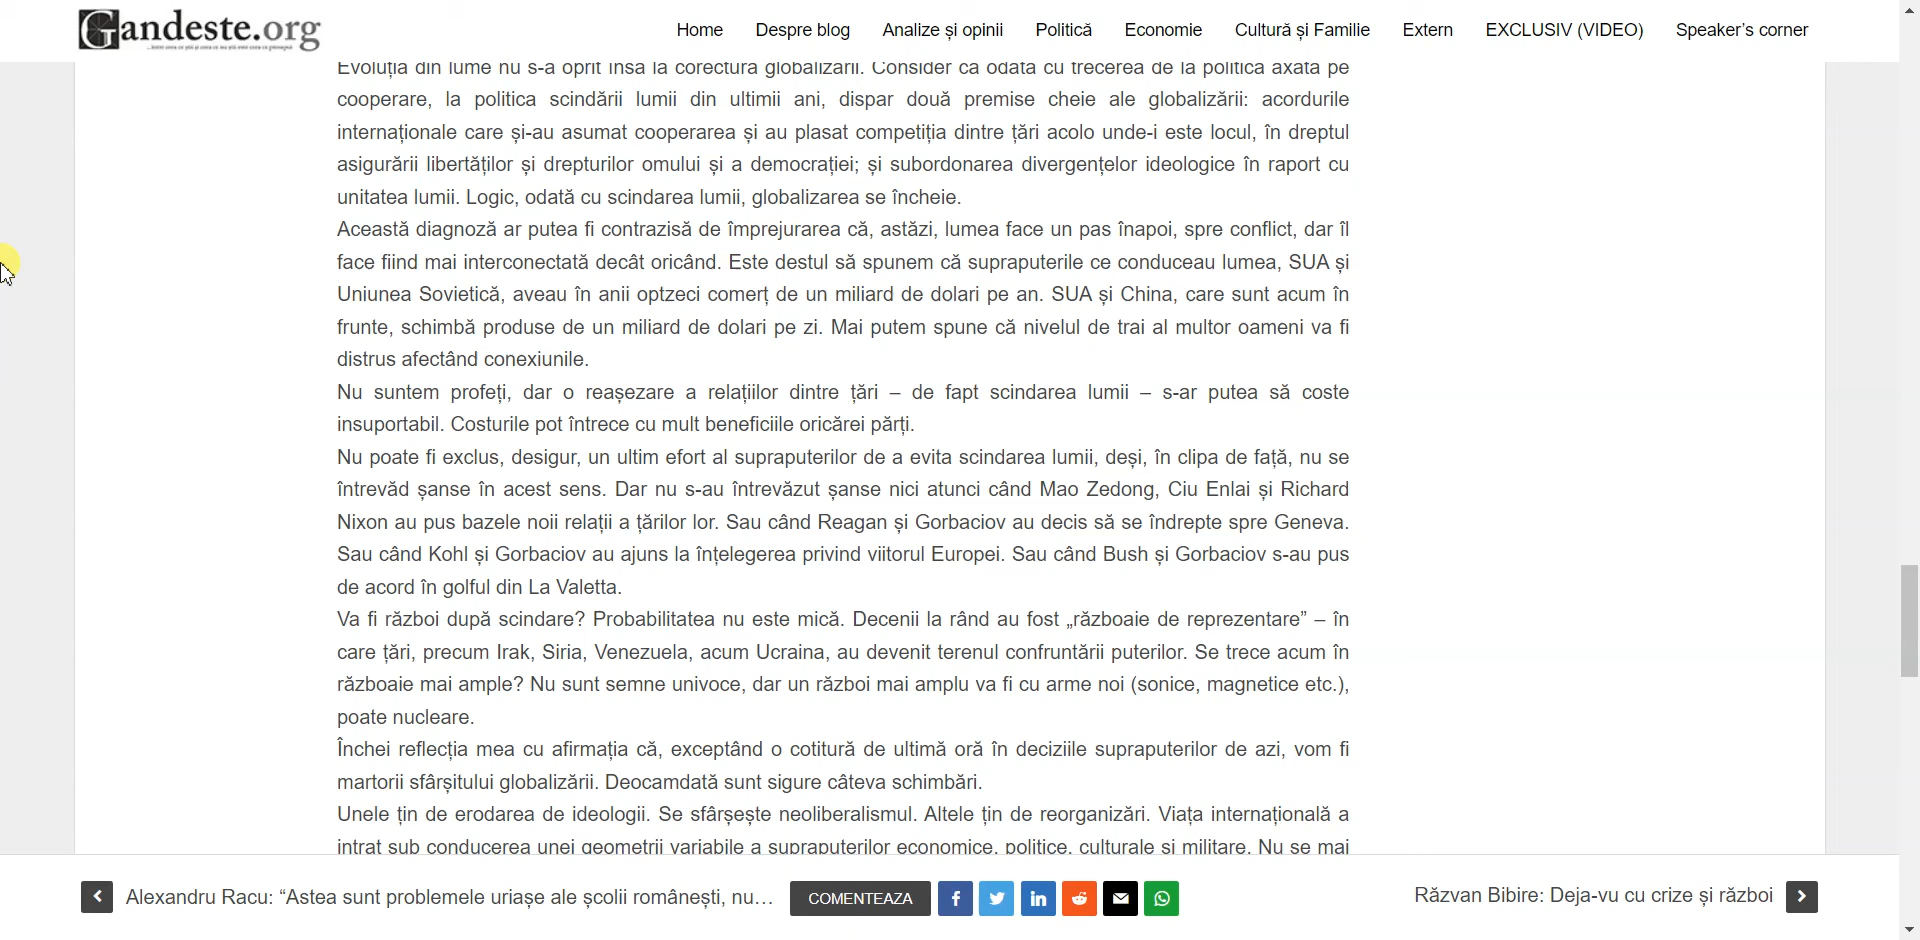 Gandeste.org
Home Despre blog Analize și opinii Politică Economie Cultură și Familie Extern EXCLUSIV (VIDEO) Speaker's corner
Evoluția din lume nu s-a oprit însă la corectura globalizării. Consider că odată cu trecerea de la politica axată pe
cooperare, la politica scindării lumii din ultimii ani, dispar două premise cheie ale globalizării: acordurile
internaționale care și-au asumat cooperarea și au plasat competiția dintre țări acolo unde-i este locul, în dreptul
asigurării libertăților și drepturilor omului și a democrației; și subordonarea divergențelor ideologice în raport cu
unitatea lumii. Logic, odată cu scindarea lumii, globalizarea se încheie.
Această diagnoză ar putea fi contrazisă de împrejurarea că, astăzi, lumea face un pas înapoi, spre conflict, dar îl
face fiind mai interconectată decât oricând. Este destul să spunem că supraputerile ce conduceau lumea, SUA și
Uniunea Sovietică, aveau în anii optzeci comerț de un miliard de dolari pe an. SUA și China, care sunt acum în
frunte, schimbă produse de un miliard de dolari pe zi. Mai putem spune că nivelul de trai al multor oameni va fi
distrus afectând conexiunile.
Nu suntem profeți, dar o reașezare a relațiilor dintre țări – de fapt scindarea lumii – s-ar putea să coste
insuportabil. Costurile pot întrece cu mult beneficiile oricărei părți.
Nu poate fi exclus, desigur, un ultim efort al supraputerilor de a evita scindarea lumii, deși, în clipa de față, nu se
întrevăd șanse în acest sens. Dar nu s-au întrevăzut șanse nici atunci când Mao Zedong, Ciu Enlai și Richard
Nixon au pus bazele noii relații a țărilor lor. Sau când Reagan și Gorbaciov au decis să se îndrepte spre Geneva.
Sau când Kohl și Gorbaciov au ajuns la înțelegerea privind viitorul Europei. Sau când Bush și Gorbaciov s-au pus
de acord în golful din La Valetta.
Va fi război după scindare? Probabilitatea nu este mică. Decenii la rând au fost „războaie de reprezentare” – în
care țări, precum Irak, Siria, Venezuela, acum Ucraina, au devenit terenul confruntării puterilor. Se trece acum în
războaie mai ample? Nu sunt semne univoce, dar un război mai amplu va fi cu arme noi (sonice, magnetice etc.),
poate nucleare.
Închei reflecția mea cu afirmația că, exceptând o cotitură de ultimă oră în deciziile supraputerilor de azi, vom fi
martorii sfârșitului globalizării. Deocamdată sunt sigure câteva schimbări.
Unele țin de erodarea de ideologii. Se sfârșește neoliberalismul. Altele țin de reorganizări. Viața internațională a
intrat sub conducerea unei geometrii variabile a supraputerilor economice, politice, culturale și militare. Nu se mai
Alexandru Racu: “Astea sunt problemele uriașe ale școlii românești, nu... COMENTEAZA Răzvan Bibire: Deja-vu cu crize și război